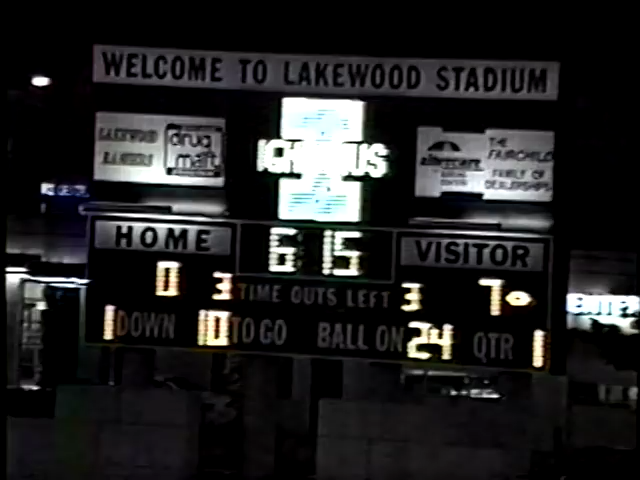 WELCOME TO LAKEWOOD STADIUM
LAKEWOOD
RANGERS
drug
mart
IGNATIUS
THE
FAIRCHILD
FAMILY OF
DEALERSHIPS
HOME
6 15
VISITOR
0 3 TIME OUTS LEFT 3 7
1 DOWN 10 TO GO BALL ON 24 QTR 1